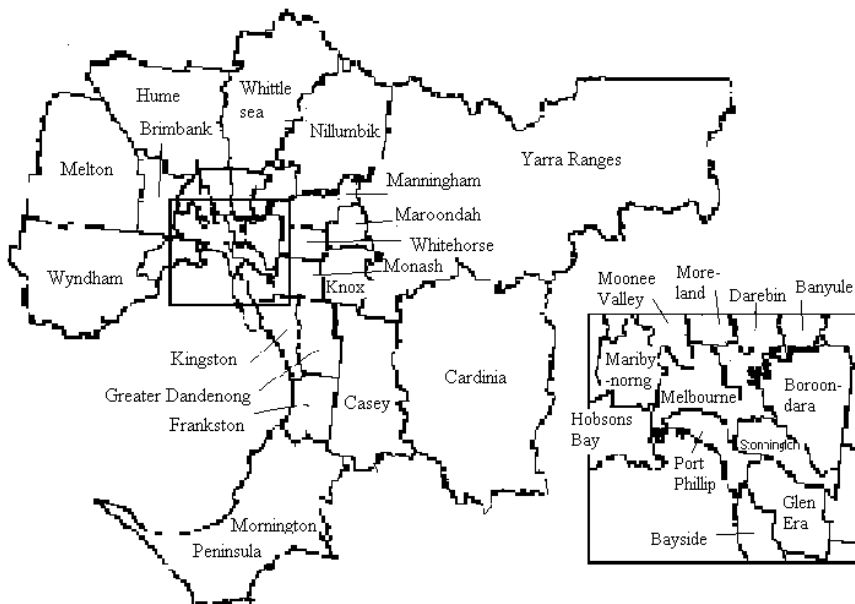 Whittle
sea
Hume
Brimbank
Nillumbik
Melton
Yarra Ranges
Manningham
Maroondah
Whitehorse
Monash
Wyndham
Knox
Moonee
Valley
More-
land
Darebin
Banyule
Kingston
Mariby
-norng
Melbourne
Boroon-
dara
Greater Dandenong
Casey
Cardinia
Frankston
Hobsons
Bay
Stonnington
Port
Phillip
Glen
Era
Bayside
Mornington
Peninsula